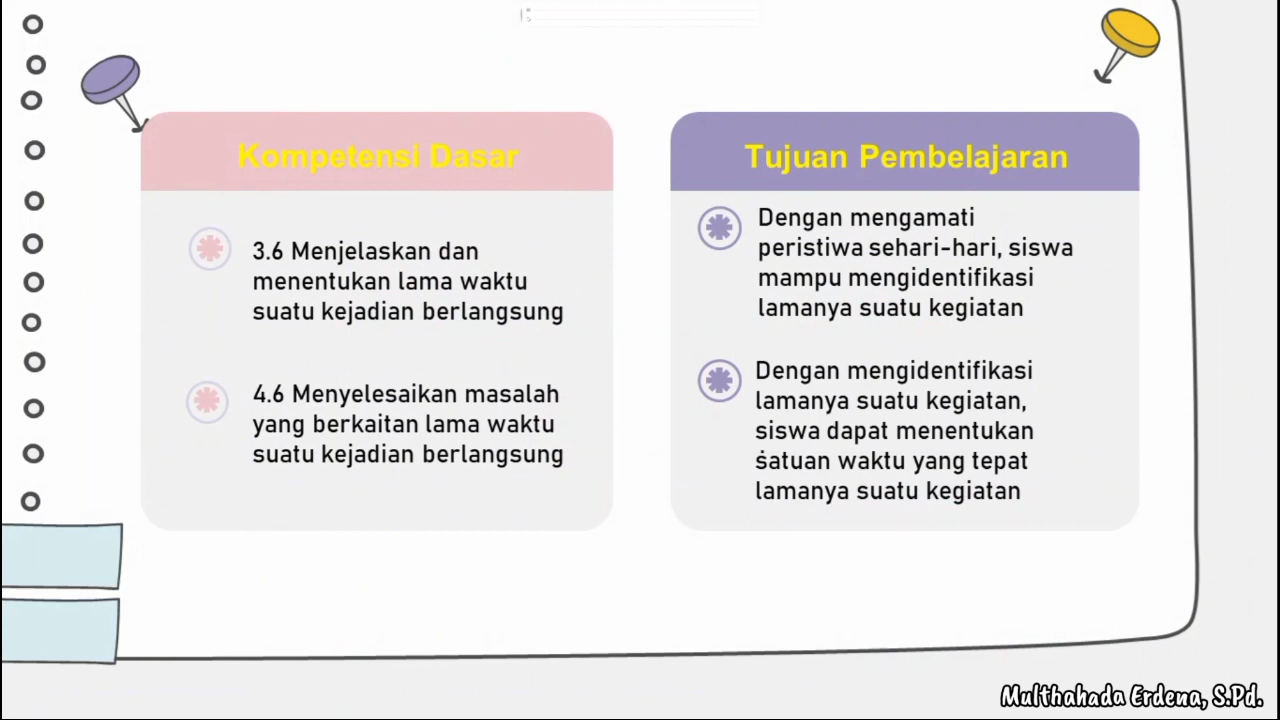 Kompetensi Dasar
3.6 Menjelaskan dan
menentukan lama waktu
suatu kejadian berlangsung
4.6 Menyelesaikan masalah
yang berkaitan lama waktu
suatu kejadian berlangsung
Tujuan Pembelajaran
Dengan mengamati
peristiwa sehari-hari, siswa
mampu mengidentifikasi
lamanya suatu kegiatan
Dengan mengidentifikasi
lamanya suatu kegiatan,
siswa dapat menentukan
satuan waktu yang tepat
lamanya suatu kegiatan
Multhahada Erdena, S.Pd.